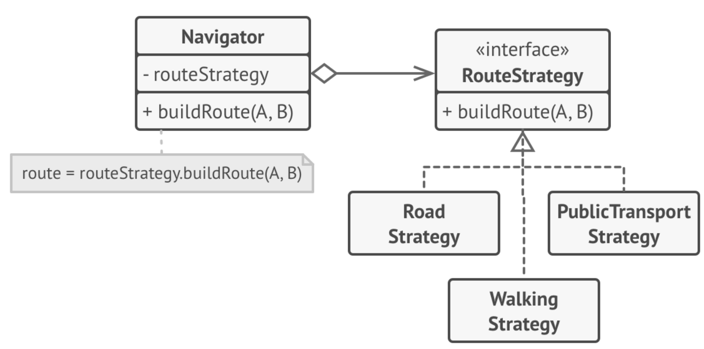 Navigator
- routeStrategy
+ buildRoute(A, B)
route = routeStrategy.buildRoute(A, B)
«interface»
RouteStrategy
+ buildRoute(A, B)
Road
Strategy
PublicTransport
Strategy
Walking
Strategy